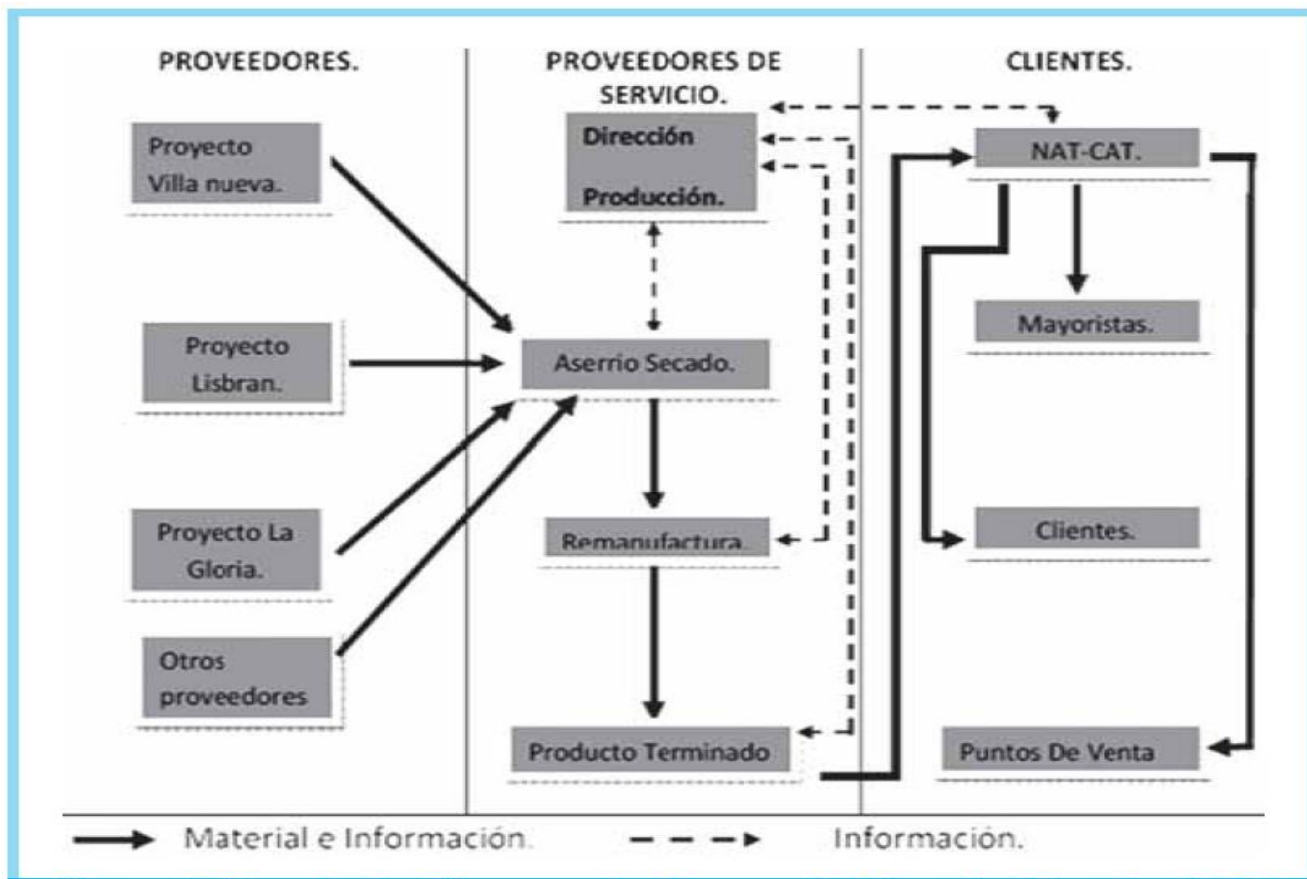 PROVEEDORES.
Proyecto
Villa nueva.
Proyecto
Lisbran.
Proyecto La
Gloria.
Otros
proveedores
PROVEEDORES DE
SERVICIO.
Dirección
Producción.
Aserrio Secado.
Remanufactura.
Producto Terminado
CLIENTES.
NAT-CAT.
Mayoristas.
Clientes.
Puntos De Venta
Material e Información.
Información.